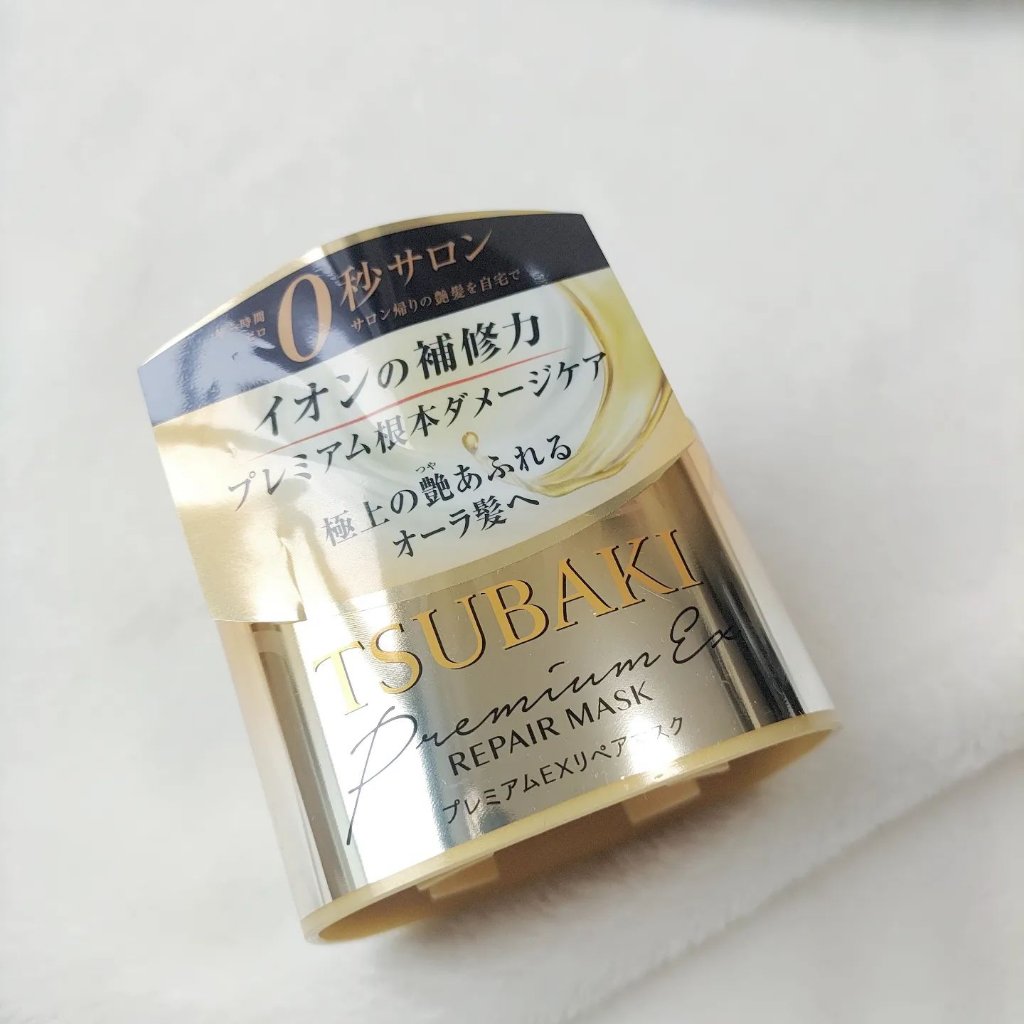 0秒サロン
サロン帰りの艶髪を自宅で
イオンの補修力
プレミアム根本ダメージケア
つや
極上の艶あふれる
オーラ髪へ
TSUBAKI
Premium Ex
REPAIR MASK
プレミアムEXリペアマスク